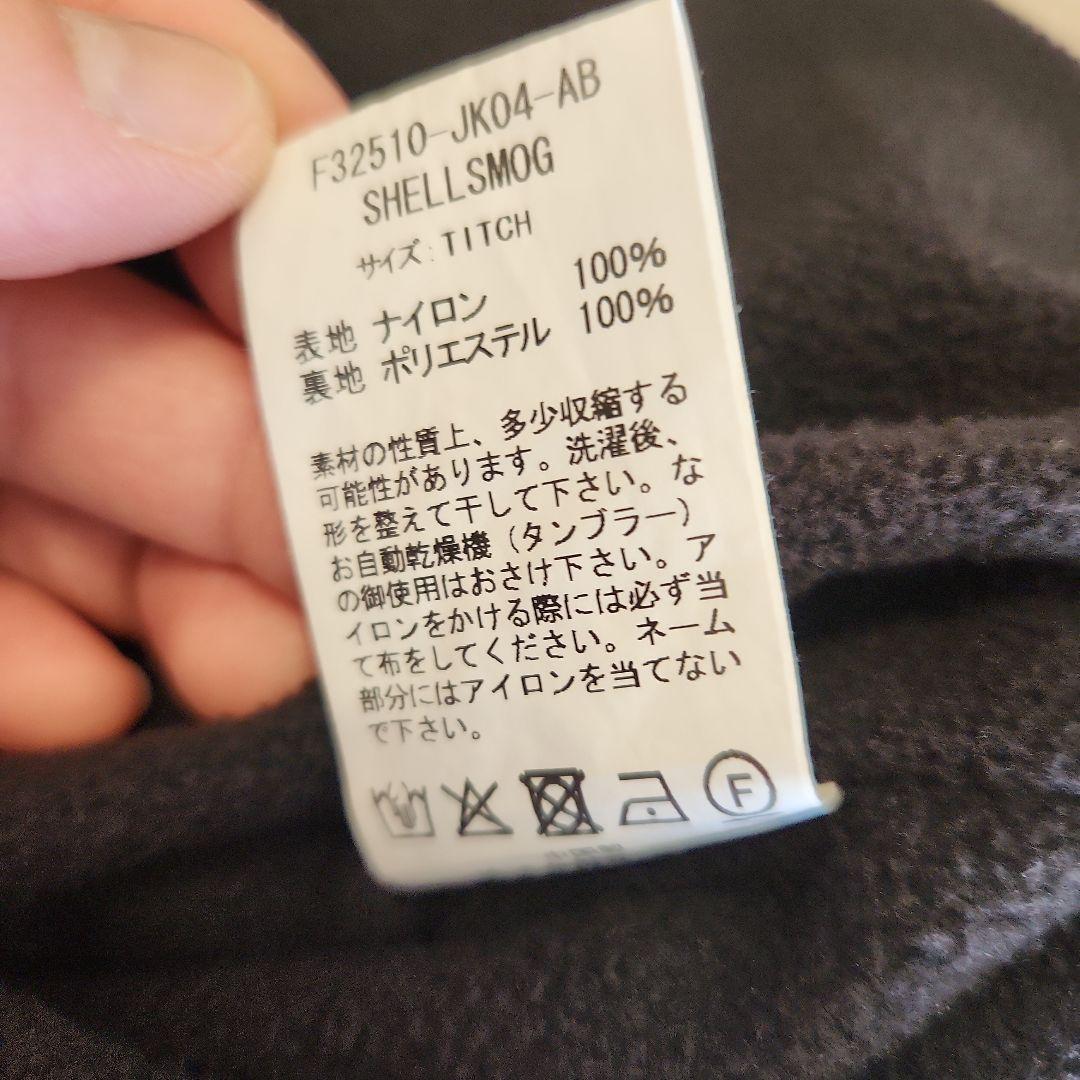 F32510-JK04-AB
SHELLSMOG
サイズ:TITCH
表地 ナイロン 100%
裏地 ポリエステル 100%
素材の性質上、多少収縮する
可能性があります。洗濯後、
形を整えて干して下さい。な
お自動乾燥機(タンブラー)
の御使用はおさけ下さい。ア
イロンをかける際には必ず当
て布をしてください。ネーム
部分にはアイロンを当てない
で下さい。
F